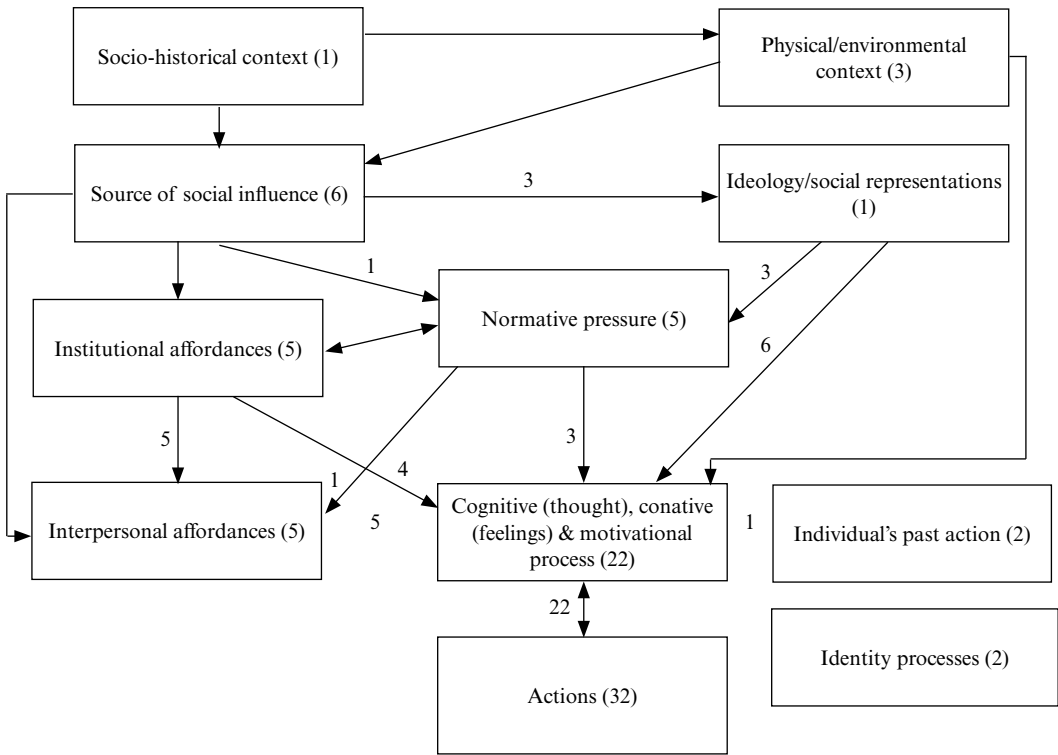 Socio-historical context (1)
Physical/environmental
context (3)
Source of social influence (6)
3
Ideology/social representations
(1)
1
3
Normative pressure (5)
6
Institutional affordances (5)
5
4
3
1
5
Interpersonal affordances (5)
Cognitive (thought), conative
(feelings) & motivational
process (22)
1
Individual’s past action (2)
22
Actions (32)
Identity processes (2)